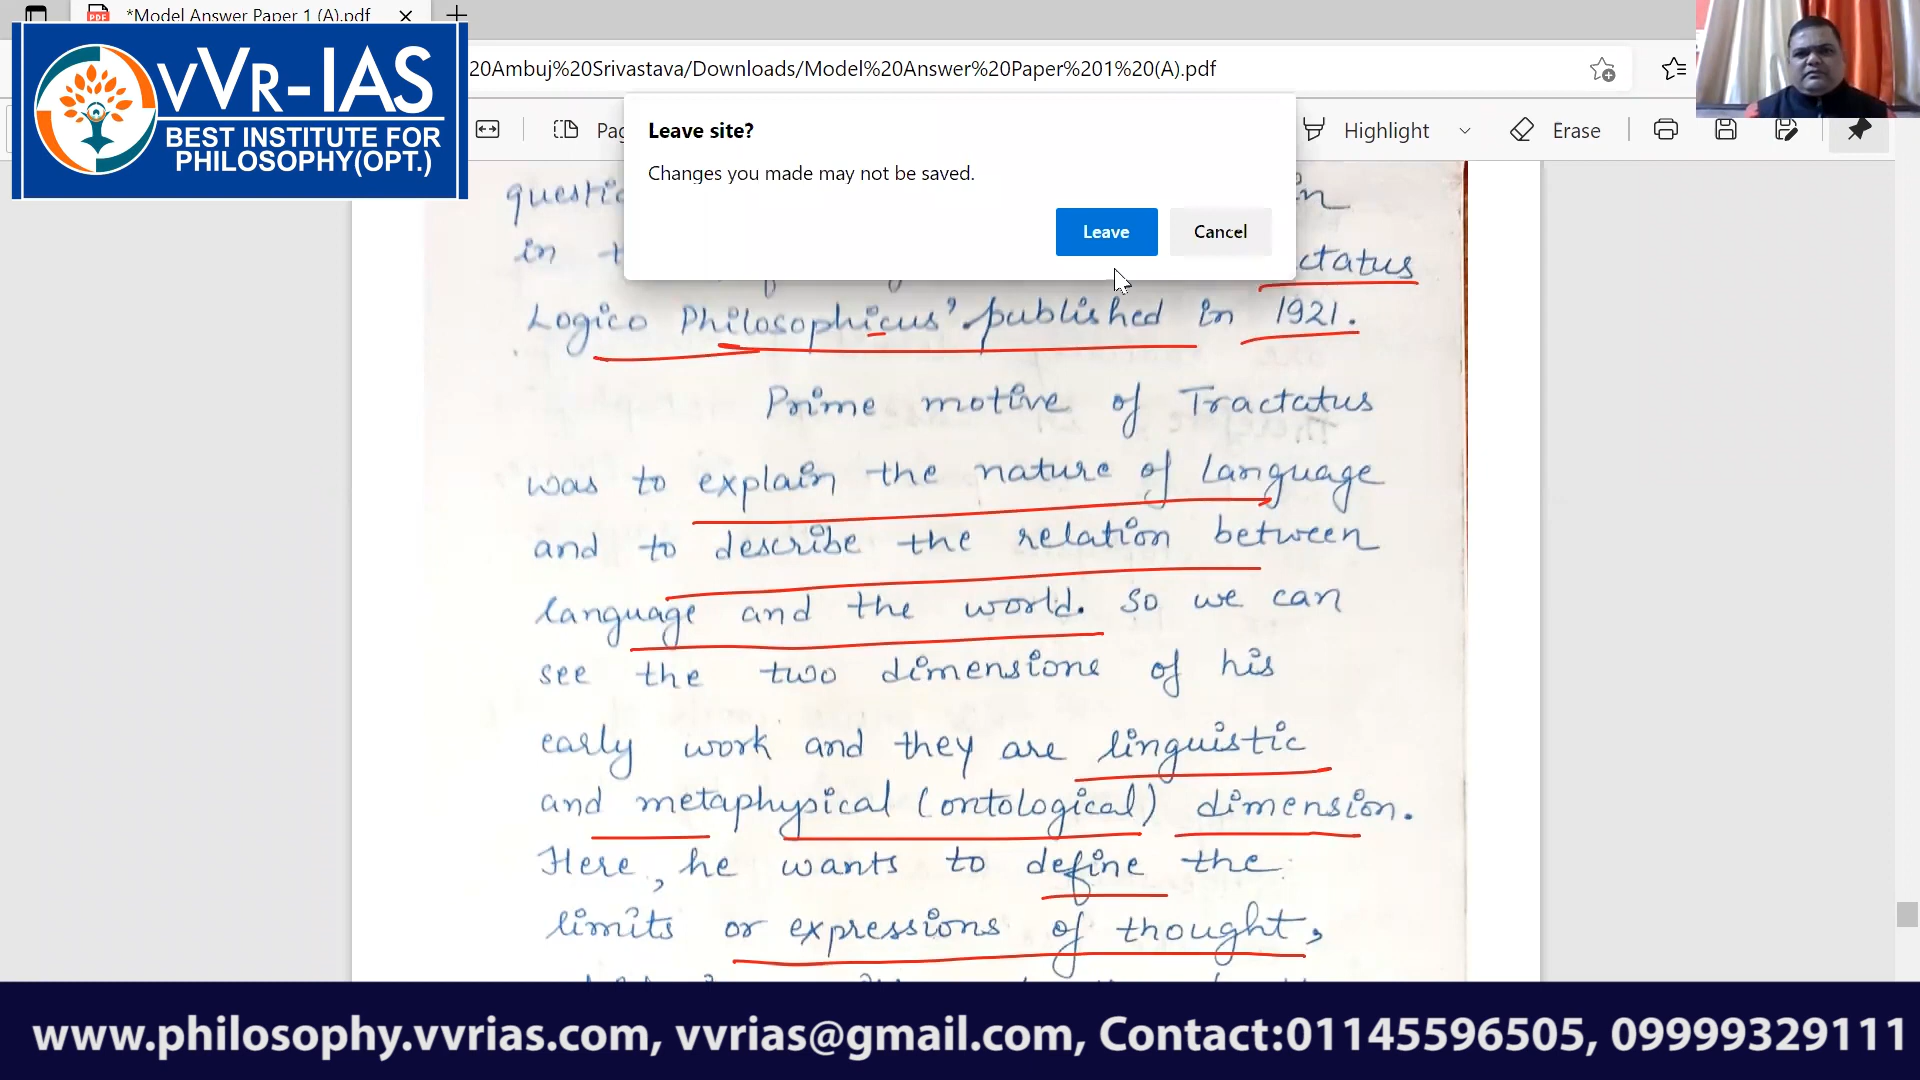 *Model Answer Paper 1 (A).pdf
vVR-IAS
BEST INSTITUTE FOR
PHILOSOPHY(OPT.)
20Ambuj%20Srivastava/Downloads/Model%20Answer%20Paper%201%20(A).pdf
Highlight
Erase
Leave site?
Changes you made may not be saved.
Leave
Cancel
in
Logico Philosophicus' published in 1921.
Prime motive of Tractatus
was to explain the nature of language
and to describe the relation between
language and the world. So we can
see the two dimensions of his
early work and they are linguistic
and metaphysical (ontological) dimension.
Here, he wants to define the
limits or expressions of thought,
www.philosophy.vvrias.com, vvrias@gmail.com, Contact:01145596505, 09999329111